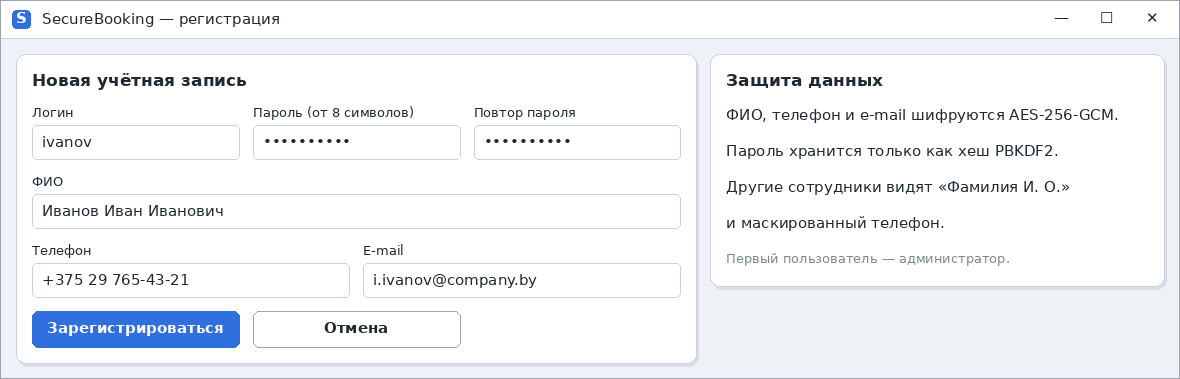 S SecureBooking — регистрация
Новая учётная запись
Логин Пароль (от 8 символов) Повтор пароля
ivanov •••••••••• ••••••••••
ФИО
Иванов Иван Иванович
Телефон E-mail
+375 29 765-43-21 i.ivanov@company.by
Зарегистрироваться Отмена
Защита данных
ФИО, телефон и e-mail шифруются AES-256-GCM.
Пароль хранится только как хеш PBKDF2.
Другие сотрудники видят «Фамилия И. О.»
и маскированный телефон.
Первый пользователь — администратор.